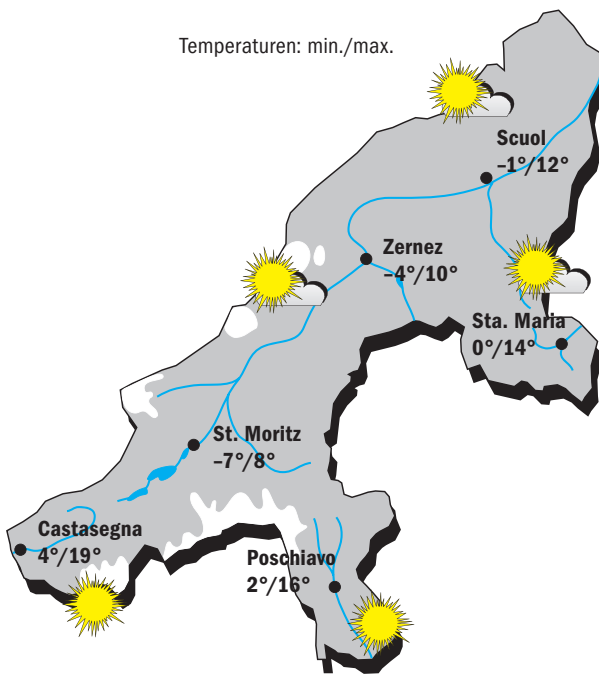 Temperaturen: min./max.
Scuol
–1°/12°
Zernez
–4°/10°
Sta. Maria
0°/14°
St. Moritz
–7°/8°
Castasegna
4°/19°
Poschiavo
2°/16°